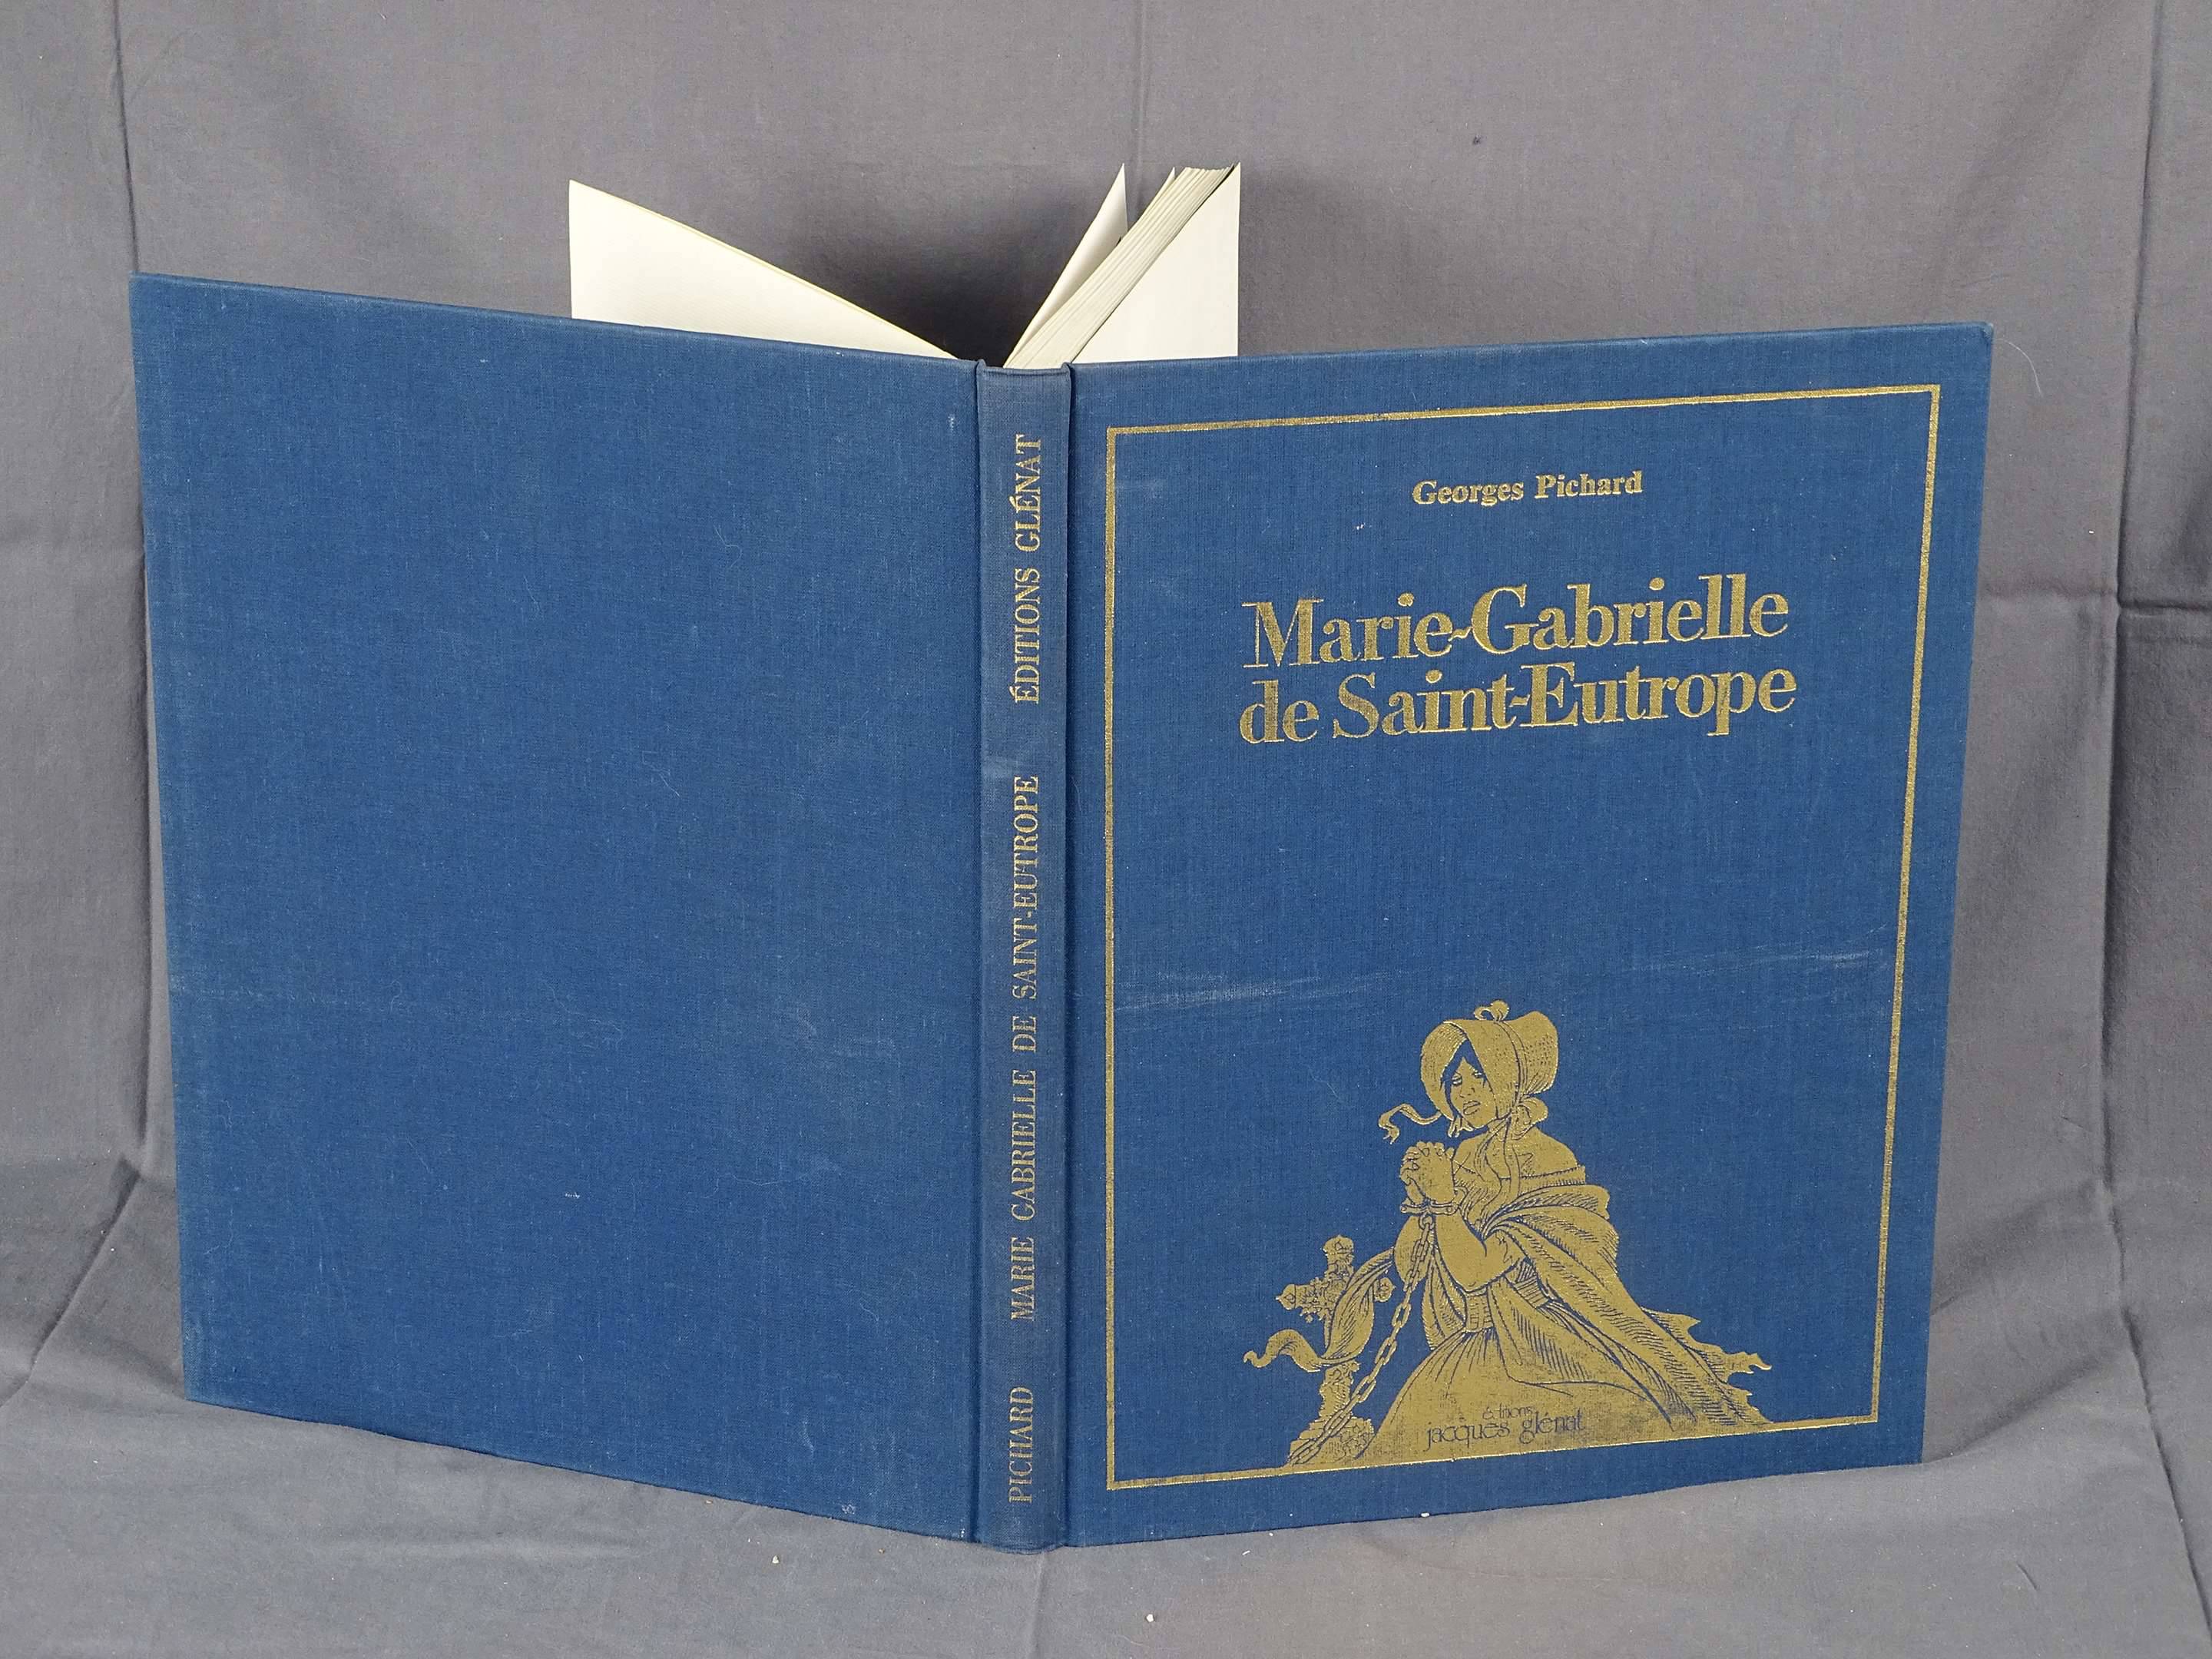 PICHARD MARIE GABRIELLE DE SAINT-EUTROPE ÉDITIONS GLÉNAT
Georges Pichard
Marie-Gabrielle
de Saint-Eutrope
éditions
jacques glénat